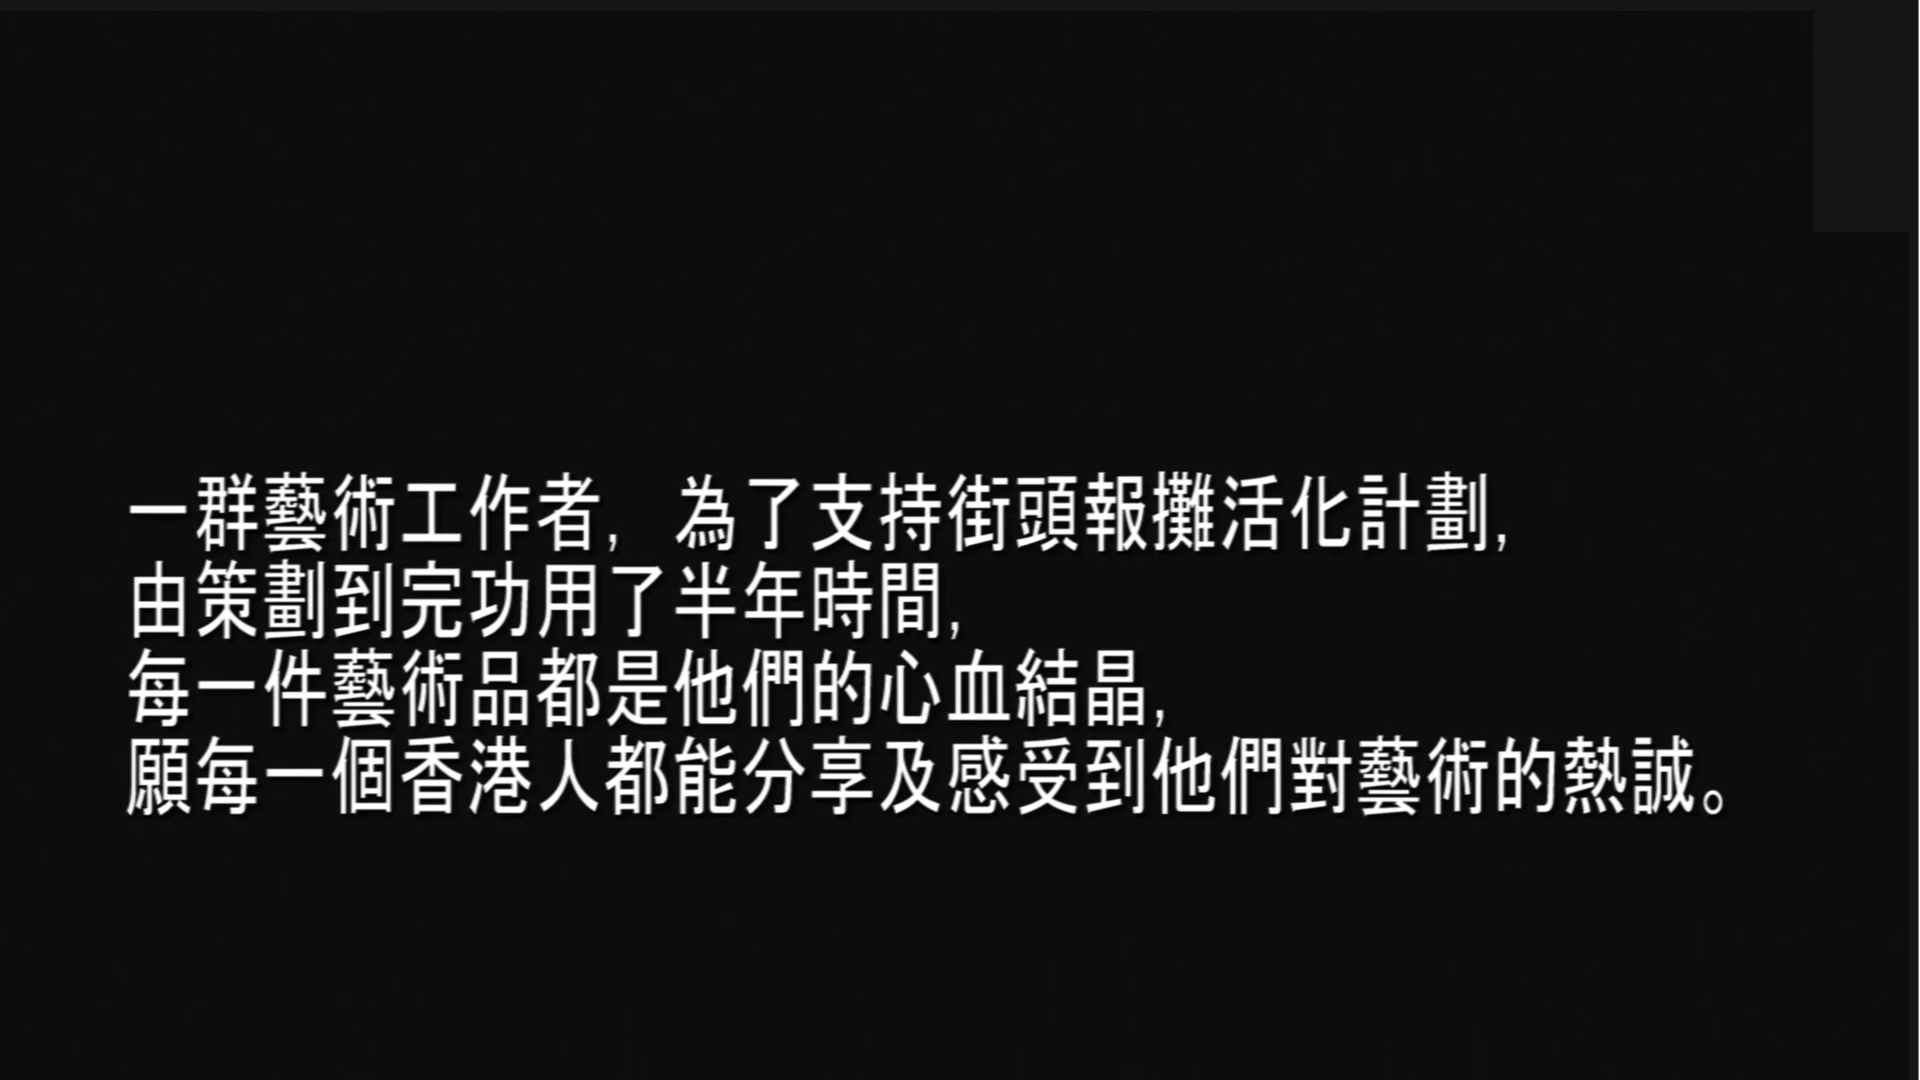 一群藝術工作者, 為了支持街頭報攤活化計劃,
由策劃到完功用了半年時間,
每一件藝術品都是他們的心血結晶,
願每一個香港人都能分享及感受到他們對藝術的熱誠。